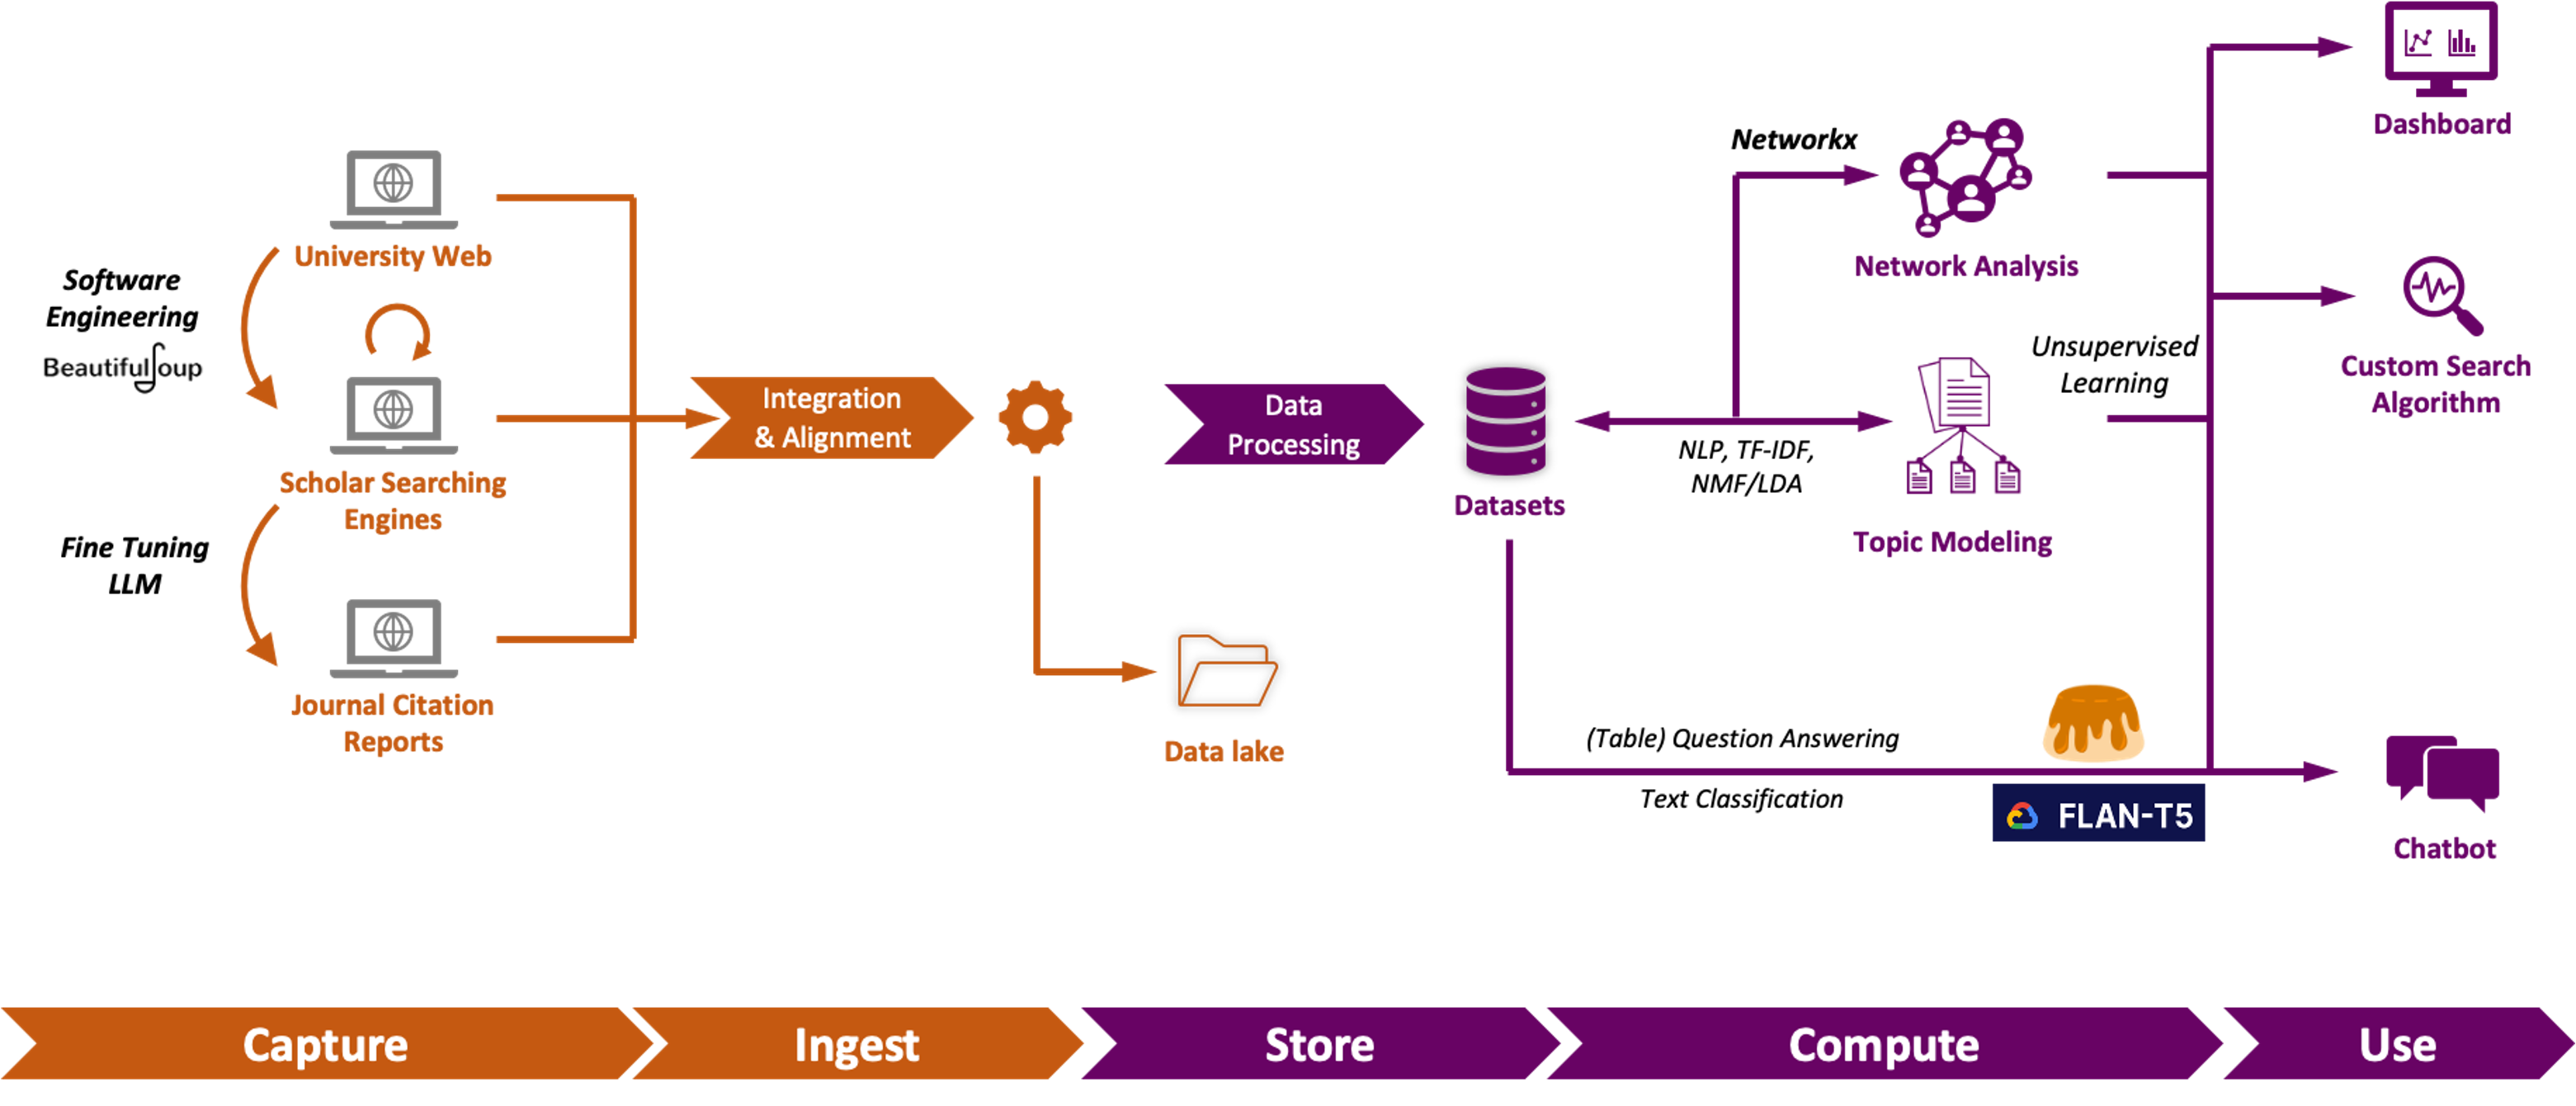 Software
Engineering
BeautifulSoup
Fine Tuning
LLM
University Web
Scholar Searching
Engines
Journal Citation
Reports
Integration
& Alignment
Data lake
Data
Processing
Datasets
Networkx
Network Analysis
NLP, TF-IDF,
NMF/LDA
Unsupervised
Learning
Topic Modeling
(Table) Question Answering
Text Classification
FLAN-T5
Dashboard
Custom Search
Algorithm
Chatbot
Capture
Ingest
Store
Compute
Use